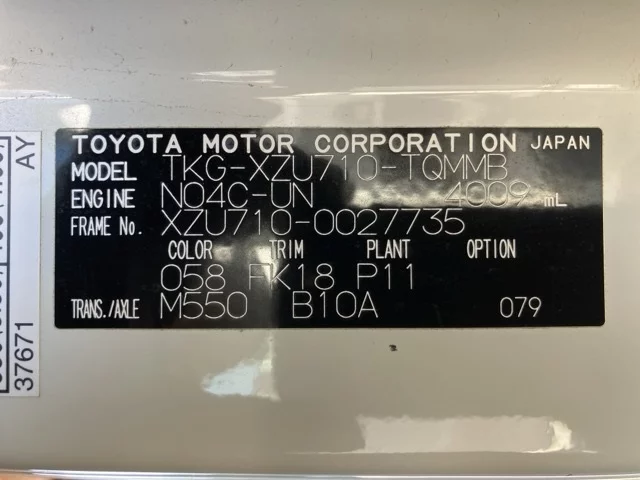 TOYOTA MOTOR CORPORATION JAPAN
MODEL TKG-XZU710-TQMMB
ENGINE N04C-UN 4009 mL
FRAME No. XZU710-0027735
COLOR TRIM PLANT OPTION
058 FK18 P11
TRANS./AXLE M550 B10A 079
AY
37671